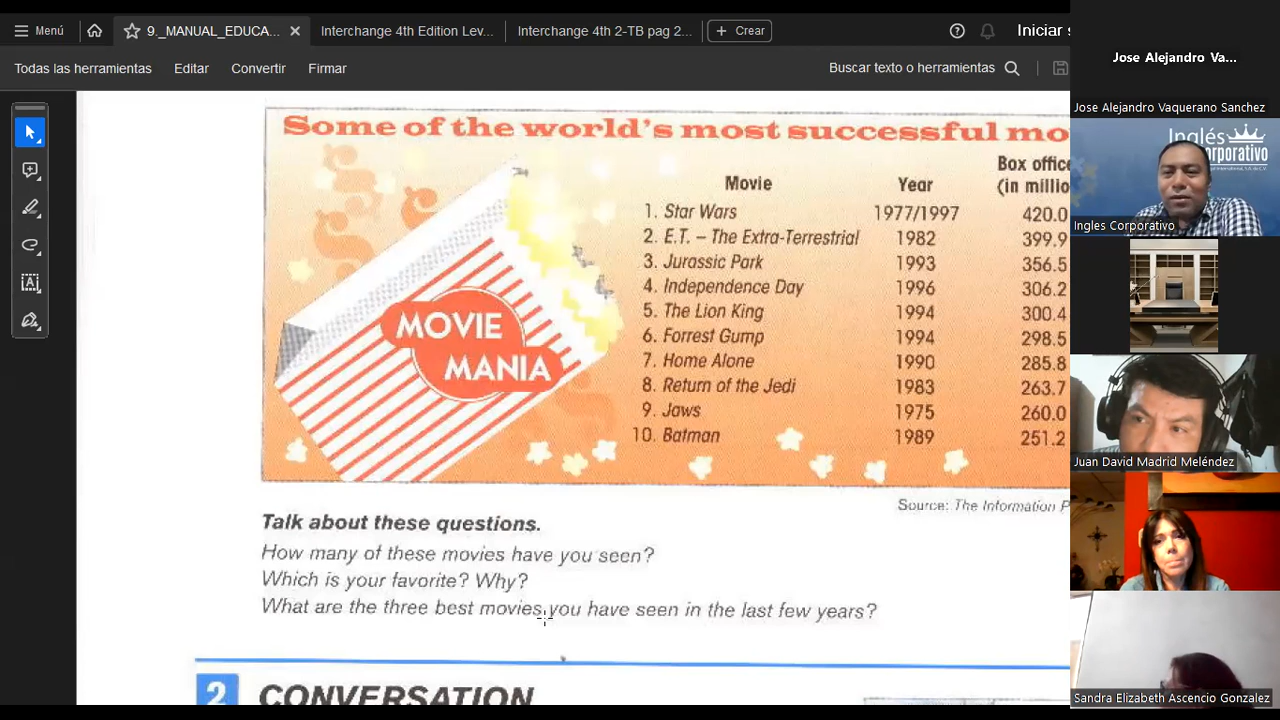 Menú
9._MANUAL_EDUCA...
Interchange 4th Edition Lev...
Interchange 4th 2-TB pag 2...
Crear
Iniciar s
Todas las herramientas
Editar
Convertir
Firmar
Buscar texto o herramientas
Some of the world's most successful mo
Movie Year Box offic (in millio
1. Star Wars 1977/1997 420.0
2. E.T. – The Extra-Terrestrial 1982 399.9
3. Jurassic Park 1993 356.5
4. Independence Day 1996 306.2
5. The Lion King 1994 300.4
6. Forrest Gump 1994 298.5
7. Home Alone 1990 285.8
8. Return of the Jedi 1983 263.7
9. Jaws 1975 260.0
10. Batman 1989 251.2
MOVIE
MANIA
Source: The Information P
Talk about these questions.
How many of these movies have you seen?
Which is your favorite? Why?
What are the three best movies you have seen in the last few years?
2 CONVERSATION
Jose Alejandro Va...
Jose Alejandro Vaquerano Sanchez
Inglés
Corporativo
Ingles Corporativo
Juan David Madrid Meléndez
Sandra Elizabeth Ascencio Gonzalez